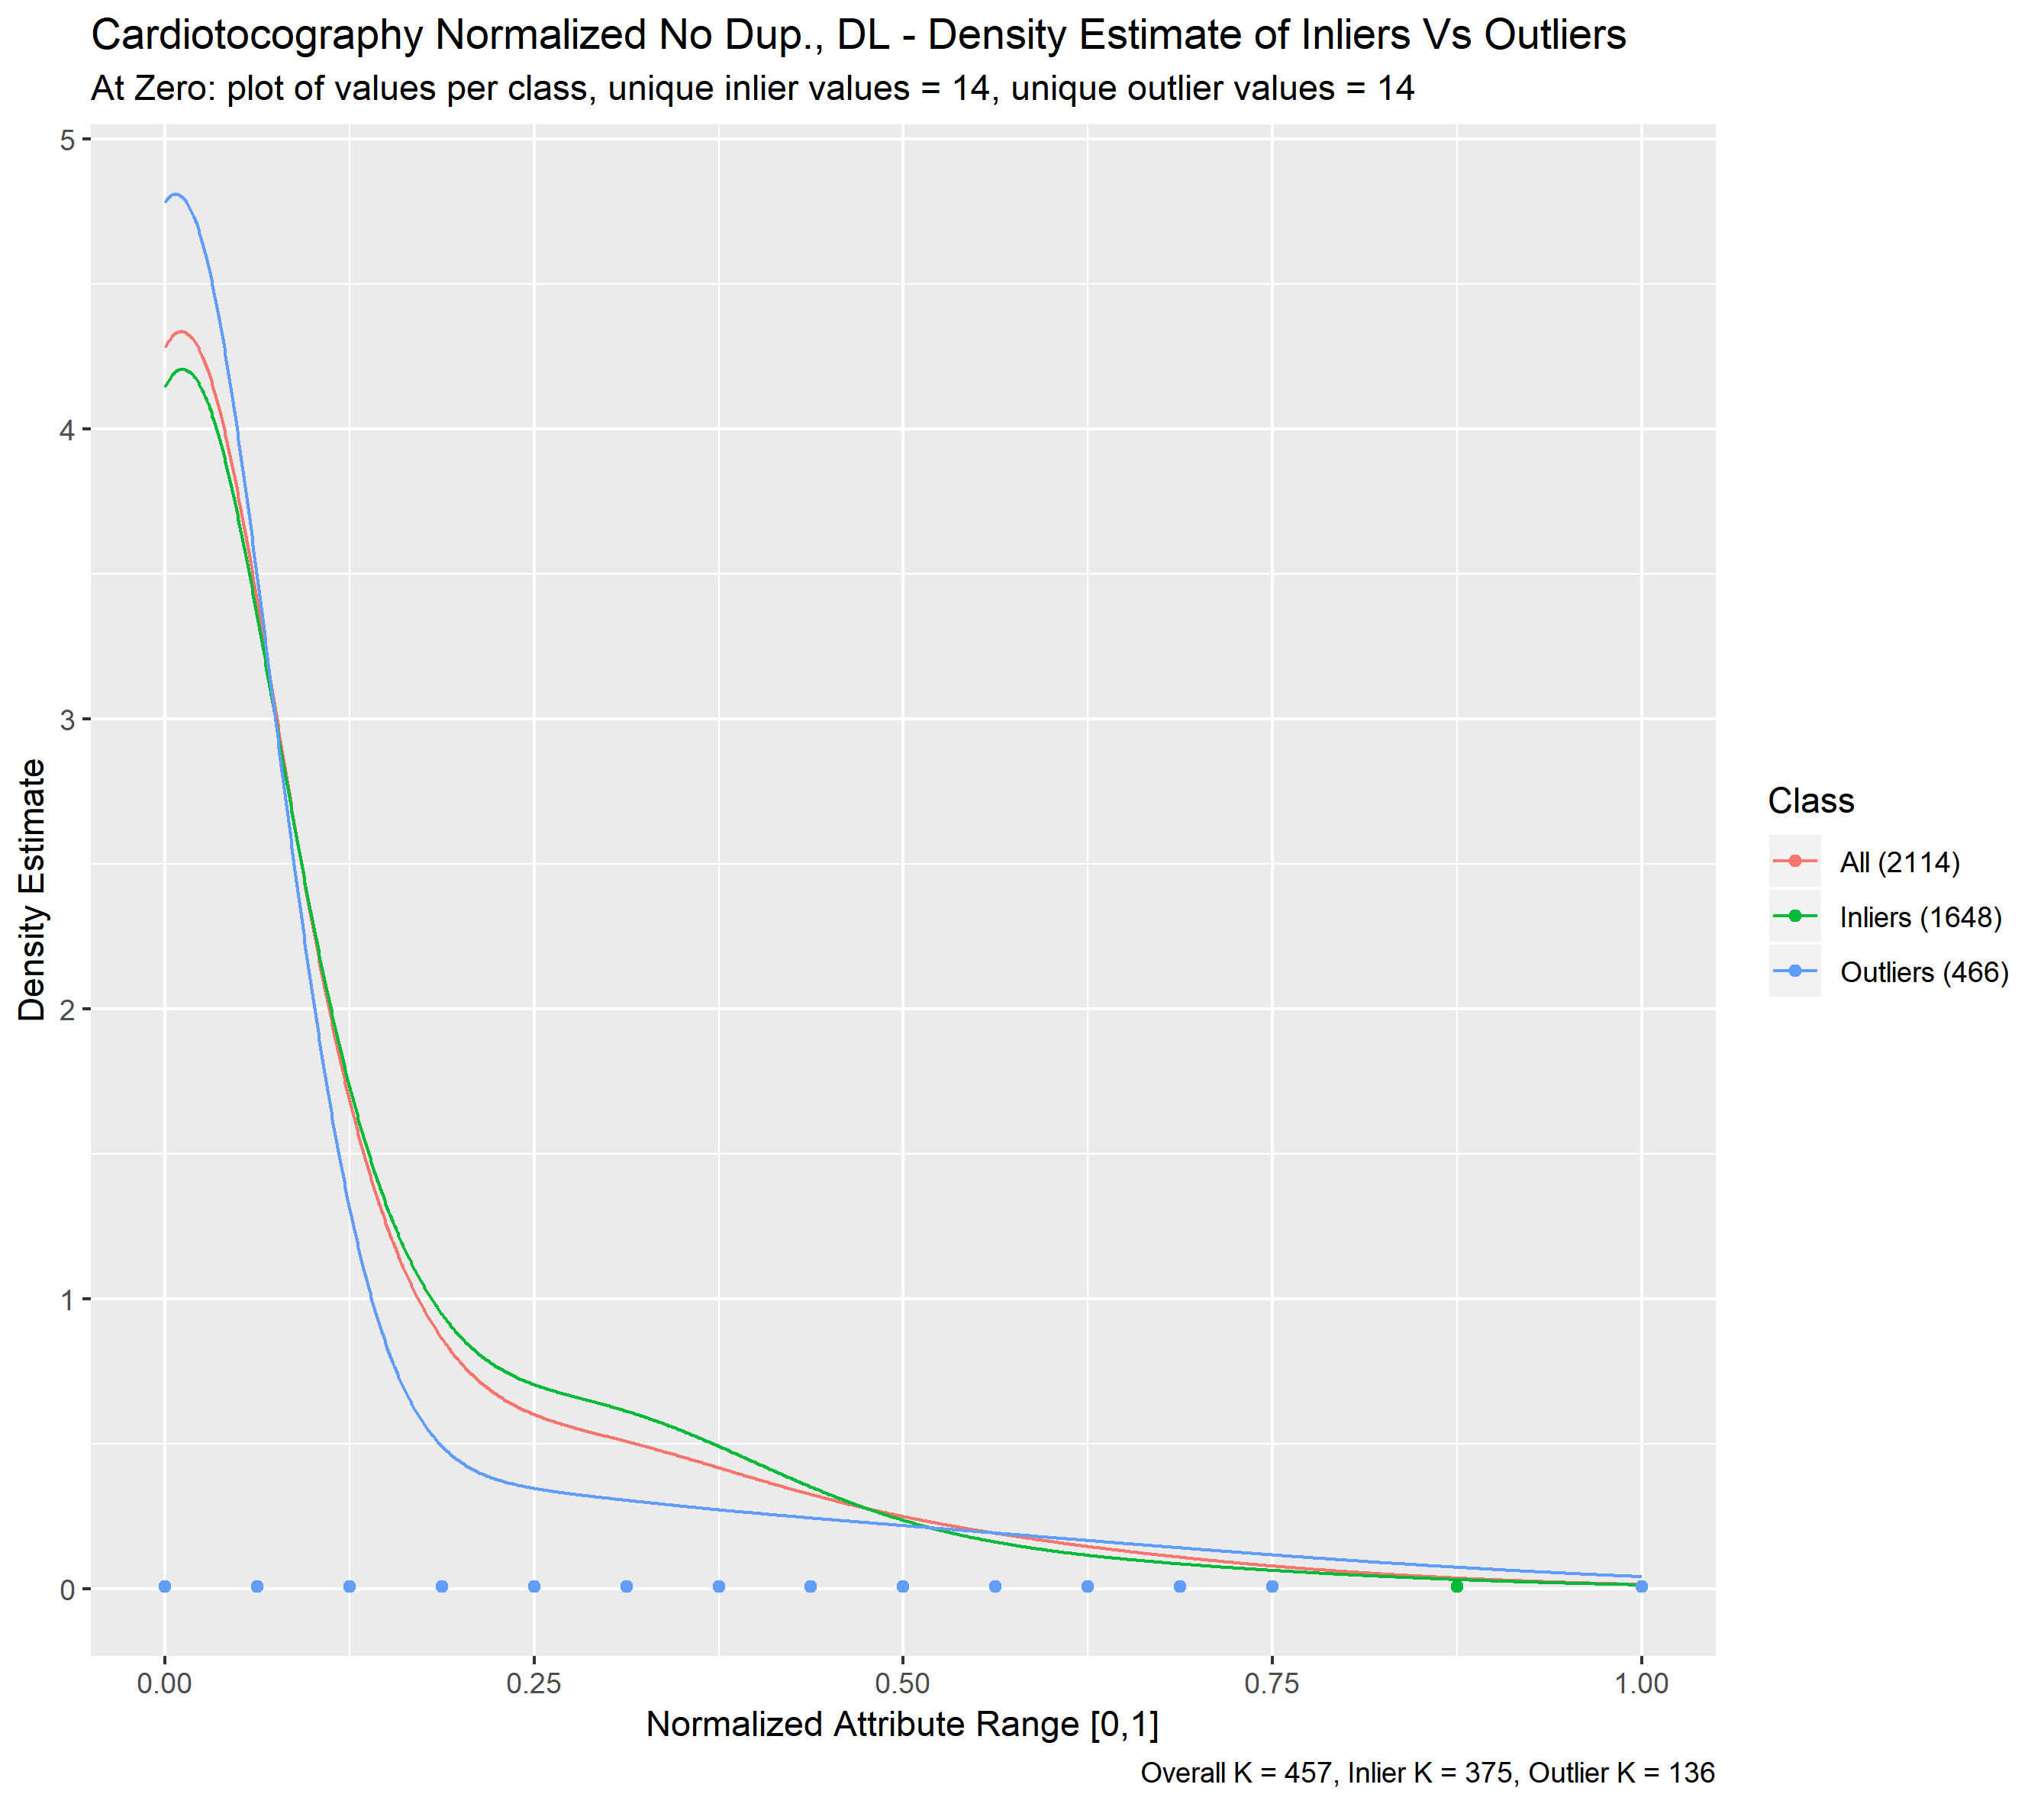 Cardiotocography Normalized No Dup., DL - Density Estimate of Inliers Vs Outliers
At Zero: plot of values per class, unique inlier values = 14, unique outlier values = 14
5
4
3
2
1
0
Density Estimate
0.00 0.25 0.50 0.75 1.00
Normalized Attribute Range [0,1]
Overall K = 457, Inlier K = 375, Outlier K = 136
Class
All (2114)
Inliers (1648)
Outliers (466)